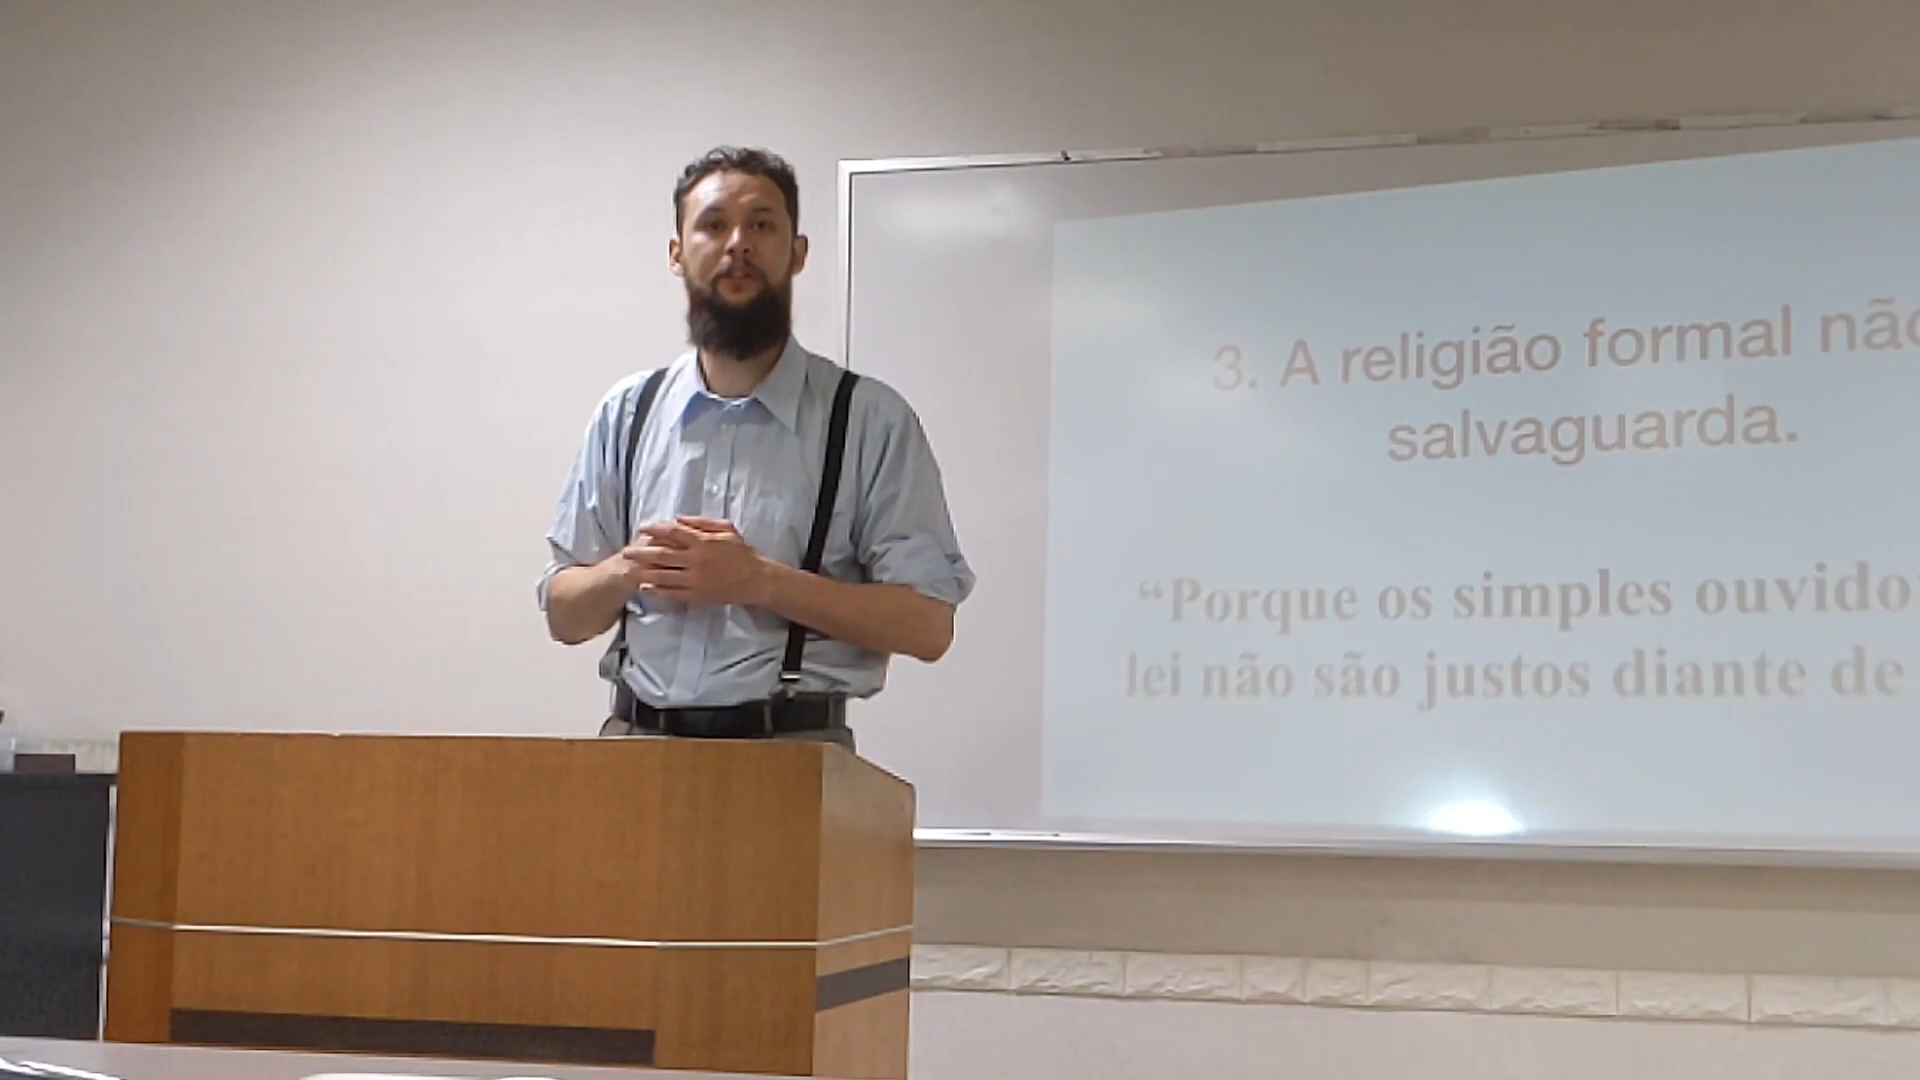 3. A religião formal não
salvaguarda.
“Porque os simples ouvido
lei não são justos diante de